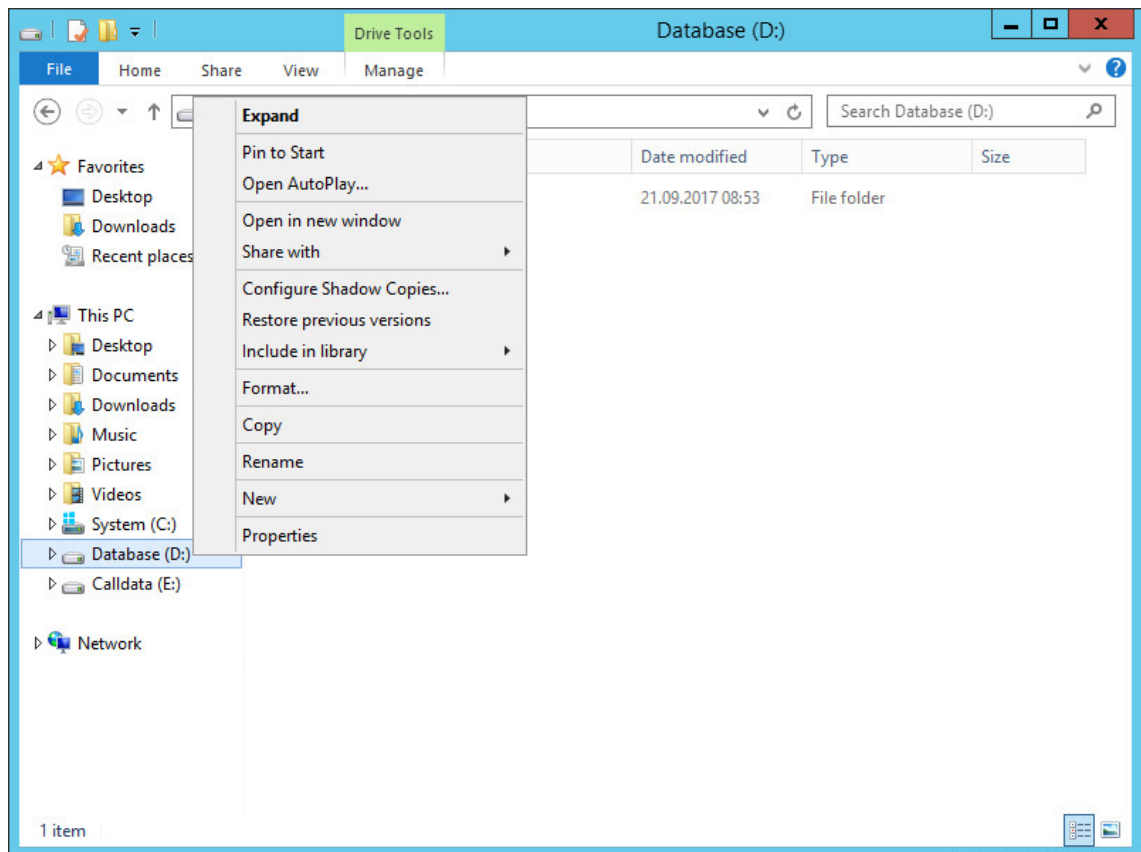 Drive Tools
Database (D:)
File Home Share View Manage
Search Database (D:)
Date modified Type Size
21.09.2017 08:53 File folder
Expand
Pin to Start
Open AutoPlay...
Open in new window
Share with
Configure Shadow Copies...
Restore previous versions
Include in library
Format...
Copy
Rename
New
Properties
Favorites
Desktop
Downloads
Recent places
This PC
Desktop
Documents
Downloads
Music
Pictures
Videos
System (C:)
Database (D:)
Calldata (E:)
Network
1 item